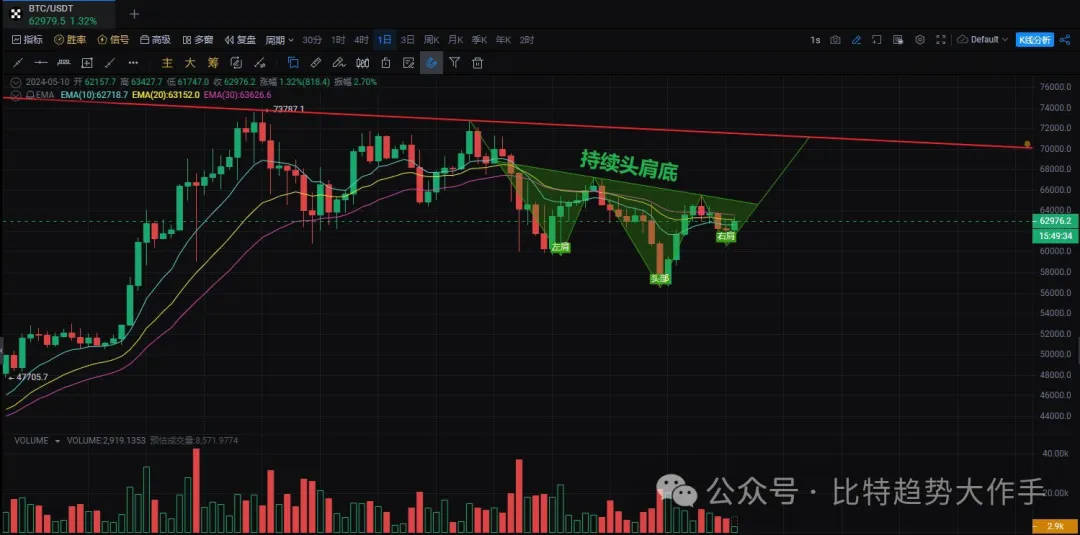 BTC/USDT
62979.5 1.32%
指标 胜率 信号 高级 多窗 复盘 周期 30分 1时 4时 1日 3日 周K 月K 季K 年K 2时 1s Default K线分析
主 大 筹
2024-05-10 开 62157.7 高 63427.7 低 61747.0 收 62976.2 涨幅 1.32%(818.4) 振幅 2.70%
EMA EMA(10):62718.7 EMA(20):63152.0 EMA(30):63626.6
76000.0
74000.0
73787.1
72000.0
70000.0
持续头肩底
68000.0
66000.0
64000.0
62976.2
15:49:34
左肩
右肩
60000.0
头部
58000.0
56000.0
54000.0
52000.0
50000.0
47705.7
48000.0
46000.0
44000.0
VOLUME VOLUME:2,919.1353 预估成交量:8,571.9774
40.00k
公众号 · 比特趋势大作手
20.00k
2.9k